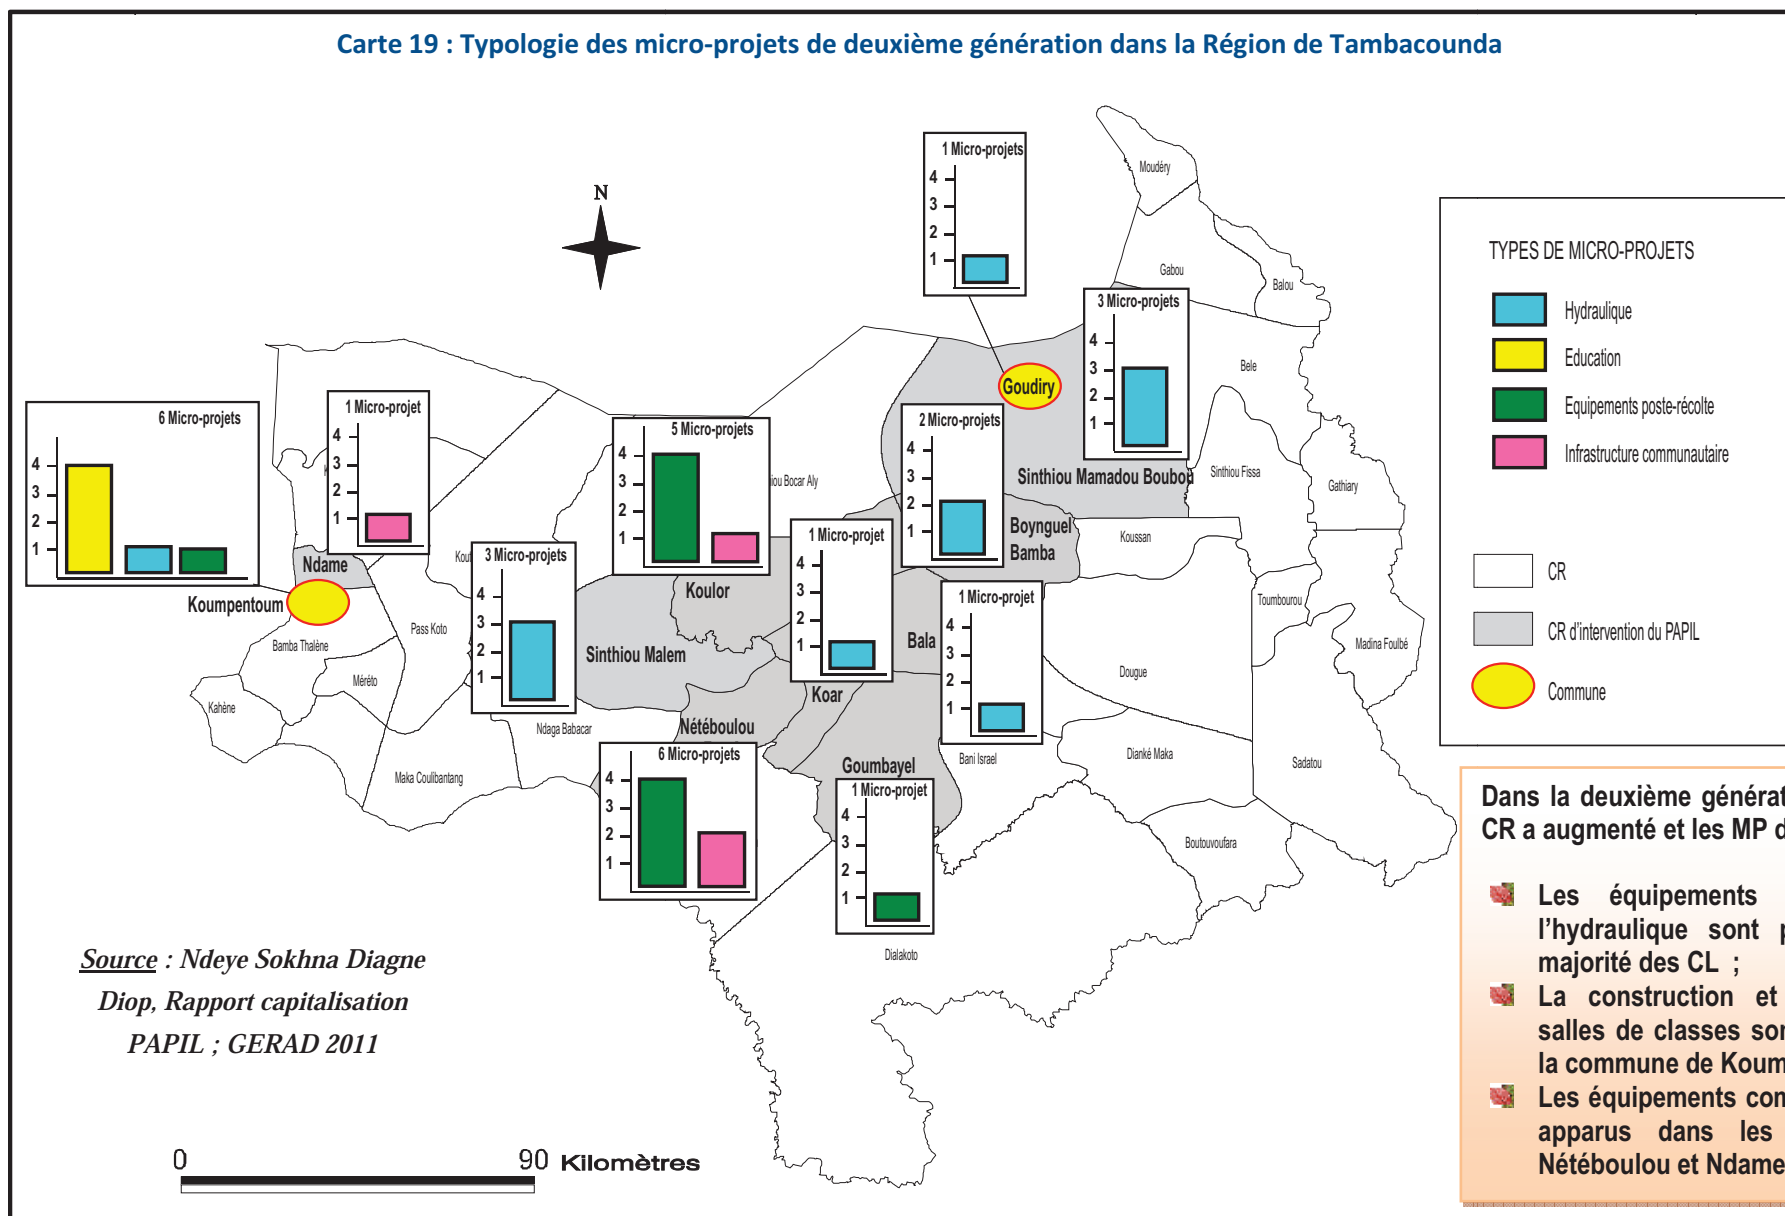 Carte 19 : Typologie des micro-projets de deuxième génération dans la Région de Tambacounda
N
1 Micro-projets
4
3
2
1
Moudéry
Gabou
Balou
3 Micro-projets
4
3
2
1
Bele
Goudiry
Sinthiou Mamadou Boubou
Sinthiou Fissa
Gathiary
6 Micro-projets
4
3
2
1
1 Micro-projet
4
3
2
1
5 Micro-projets
4
3
2
1
iou Bocar Aly
2 Micro-projets
4
3
2
1
Boynguel
Bamba
Koussan
Ndame
Koumpentoum
3 Micro-projets
4
3
2
1
Koulor
1 Micro-projet
4
3
2
1
1 Micro-projet
4
3
2
1
Toumbourou
Madina Foulbé
Bamba Thalène
Pass Koto
Sinthiou Malem
Bala
Dougue
Méréto
Kahène
Koar
Nétéboulou
Ndaga Babacar
Maka Coulibantang
6 Micro-projets
4
3
2
1
Goumbayel
1 Micro-projet
4
3
2
1
Bani Israel
Dianké Maka
Sadatou
Boutouvoufara
Dialakoto
TYPES DE MICRO-PROJETS
Hydraulique
Education
Equipements poste-récolte
Infrastructure communautaire
CR
CR d'intervention du PAPIL
Commune
Dans la deuxième générat
CR a augmenté et les MP d
Les équipements
l'hydraulique sont p
majorité des CL ;
La construction et
salles de classes sor
la commune de Koum
Les équipements con
apparus dans les
Nétéboulou et Ndame
Source : Ndeye Sokhna Diagne
Diop, Rapport capitalisation
PAPIL ; GERAD 2011
0 90 Kilomètres